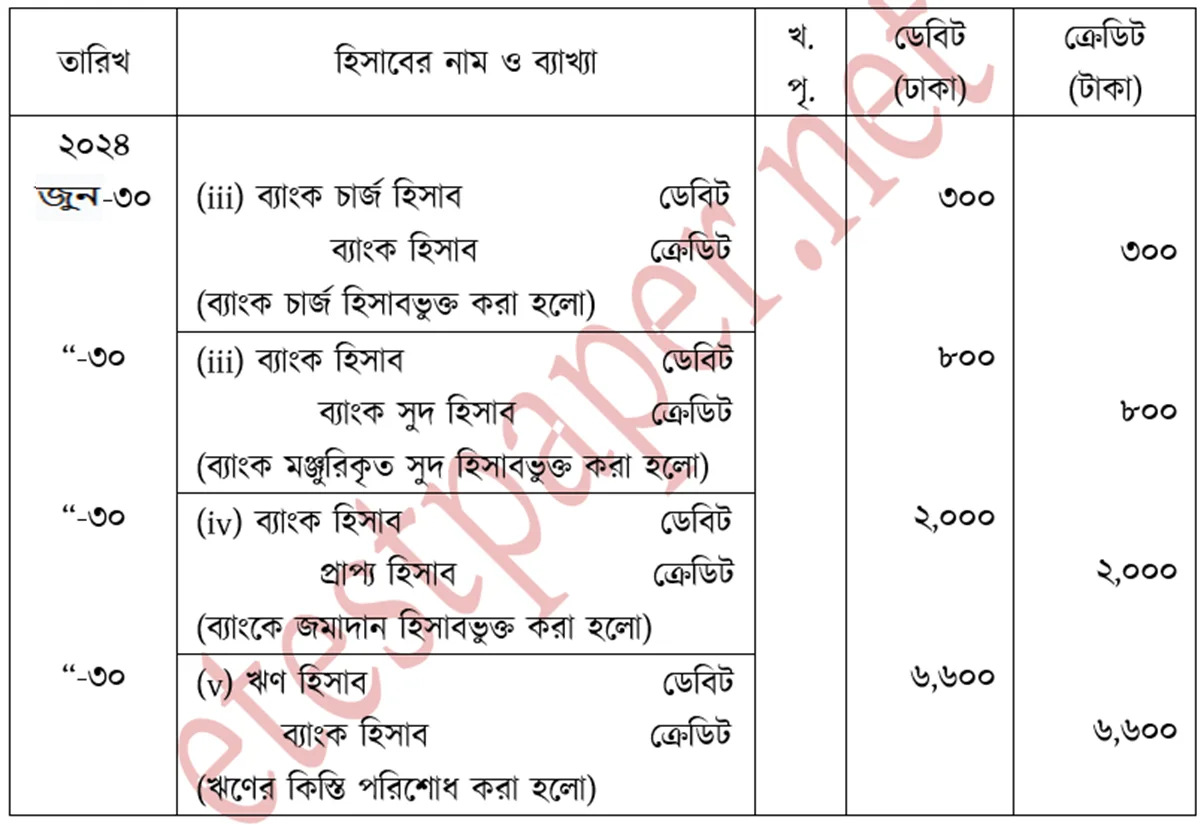 তারিখ হিসাবের নাম ও ব্যাখ্যা খ. পৃ. ডেবিট (ঢাকা) ক্রেডিট (টাকা)
২০২৪
জুন-৩০ (iii) ব্যাংক চার্জ হিসাব ডেবিট ৩০০
ব্যাংক হিসাব ক্রেডিট ৩০০
(ব্যাংক চার্জ হিসাবভুক্ত করা হলো)
“-৩০ (iii) ব্যাংক হিসাব ডেবিট ৮০০
ব্যাংক সুদ হিসাব ক্রেডিট ৮০০
(ব্যাংক মঞ্জুরিকৃত সুদ হিসাবভুক্ত করা হলো)
“-৩০ (iv) ব্যাংক হিসাব ডেবিট ২,০০০
প্রাপ্য হিসাব ক্রেডিট ২,০০০
(ব্যাংকে জমাদান হিসাবভুক্ত করা হলো)
“-৩০ (v) ঋণ হিসাব ডেবিট ৬,৬০০
ব্যাংক হিসাব ক্রেডিট ৬,৬০০
(ঋণের কিস্তি পরিশোধ করা হলো)
etestpaper.net